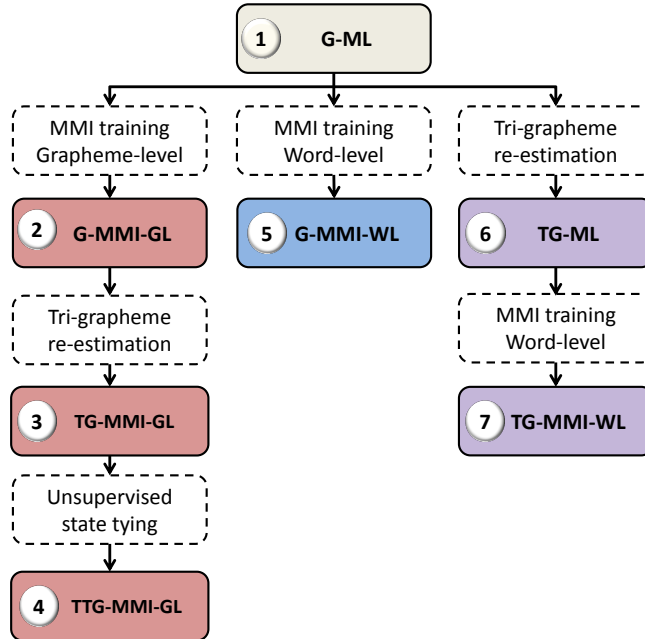 1 G-ML
MMI training
Grapheme-level
MMI training
Word-level
Tri-grapheme
re-estimation
2 G-MMI-GL
5 G-MMI-WL
6 TG-ML
Tri-grapheme
re-estimation
MMI training
Word-level
3 TG-MMI-GL
7 TG-MMI-WL
Unsupervised
state tying
4 TTG-MMI-GL